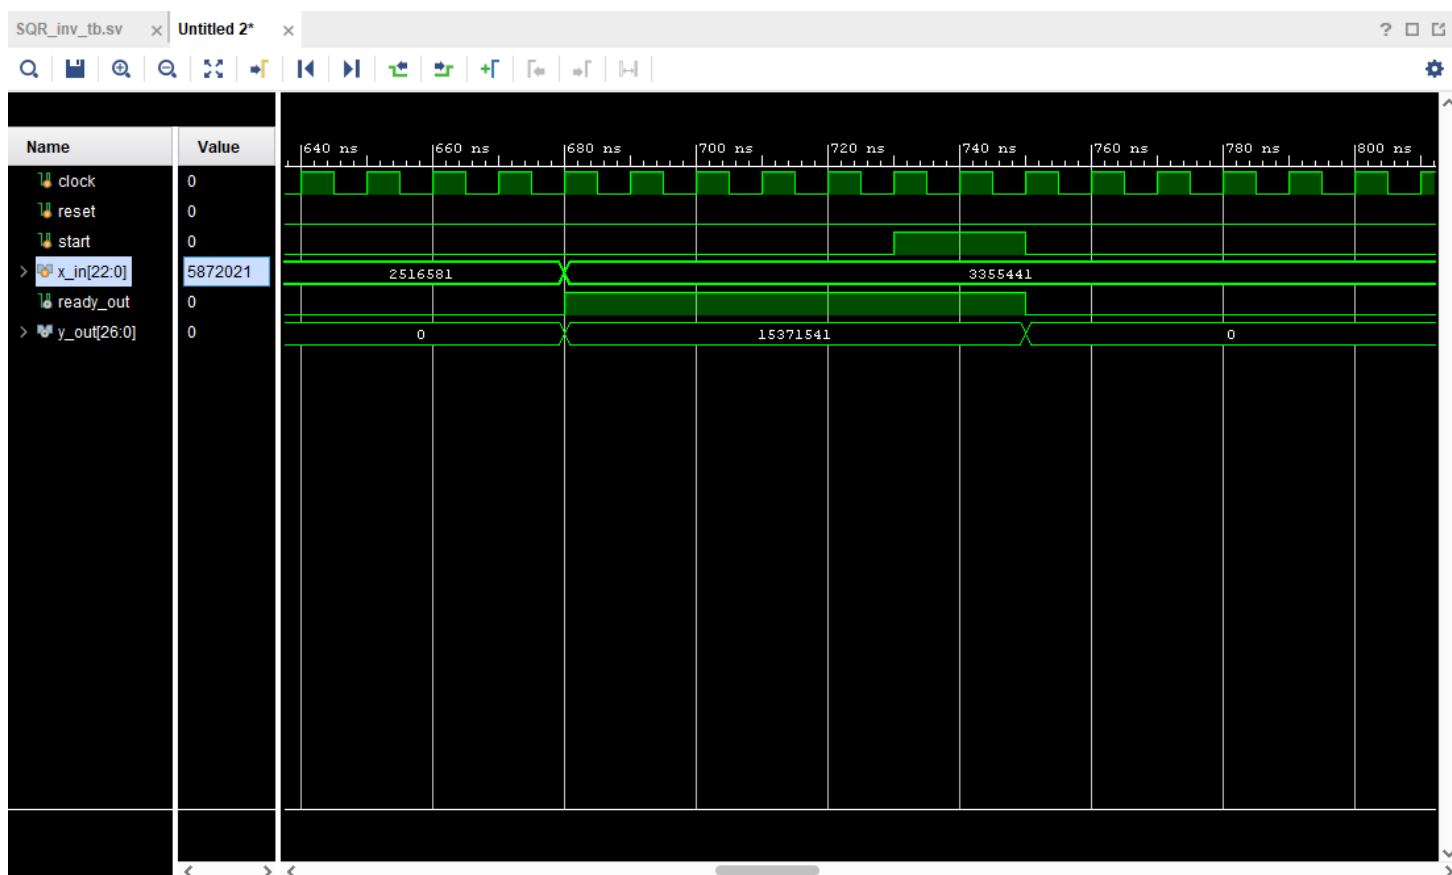 SQR_inv_tb.sv × Untitled 2* ×
?
Name Value
640 ns 660 ns 680 ns 700 ns 720 ns 740 ns 760 ns 780 ns 800 ns
clock 0
reset 0
start 0
x_in[22:0] 5872021 2516581 3355441
ready_out 0
y_out[26:0] 0 0 15371541 0